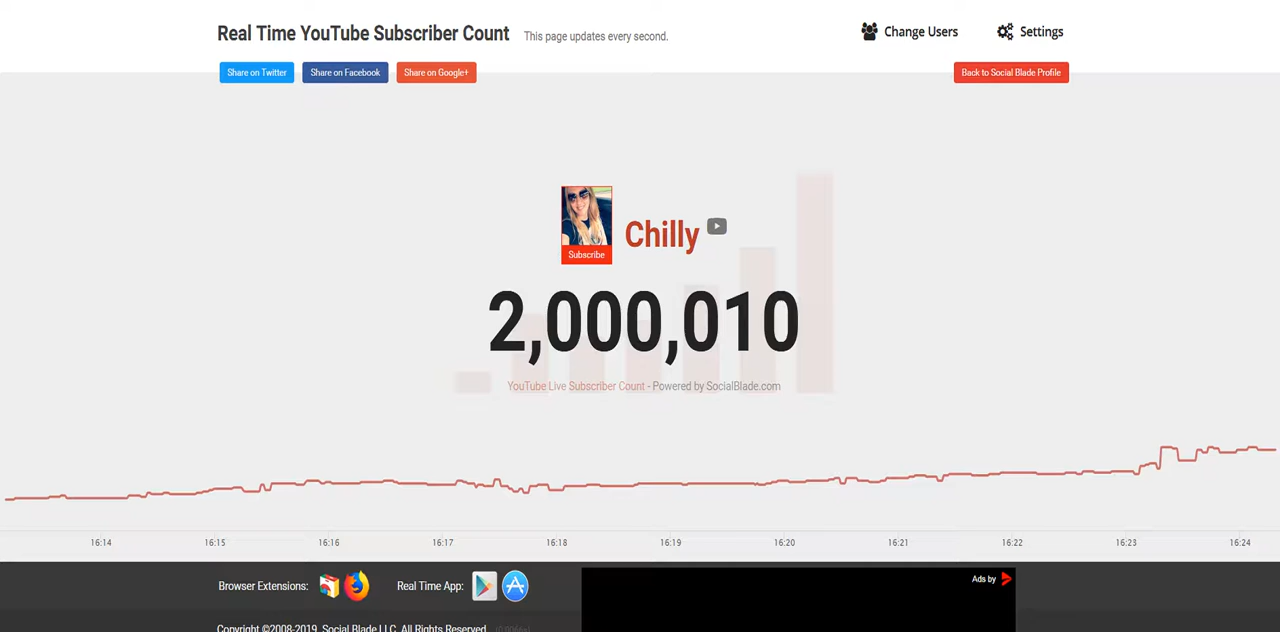 Real Time YouTube Subscriber Count This page updates every second. Change Users Settings
Share on Twitter Share on Facebook Share on Google+ Back to Social Blade Profile
Chilly
Subscribe
2,000,010
YouTube Live Subscriber Count - Powered by SocialBlade.com
16:14 16:15 16:16 16:17 16:18 16:19 16:20 16:21 16:22 16:23 16:24
Browser Extensions: Real Time App: Ads by
Copyright ©2008-2019 Social Blade LLC. All Rights Reserved